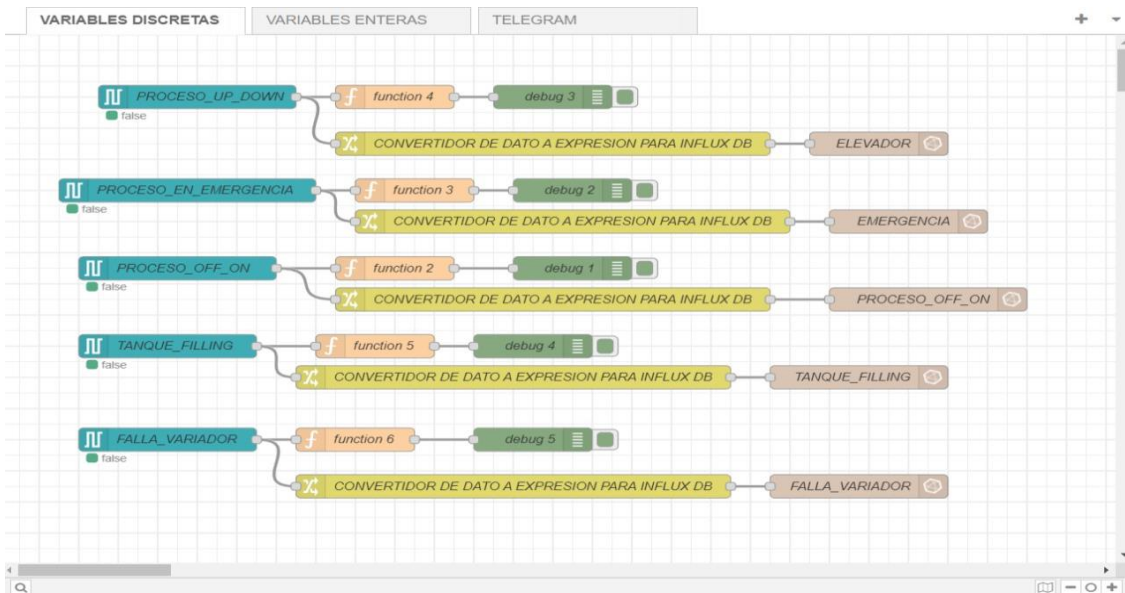 VARIABLES DISCRETAS VARIABLES ENTERAS TELEGRAM
PROCESO_UP_DOWN function 4 debug 3
false
CONVERTIDOR DE DATO A EXPRESION PARA INFLUX DB ELEVADOR
PROCESO_EN_EMERGENCIA function 3 debug 2
false
CONVERTIDOR DE DATO A EXPRESION PARA INFLUX DB EMERGENCIA
PROCESO_OFF_ON function 2 debug 1
false
CONVERTIDOR DE DATO A EXPRESION PARA INFLUX DB PROCESO_OFF_ON
TANQUE_FILLING function 5 debug 4
false
CONVERTIDOR DE DATO A EXPRESION PARA INFLUX DB TANQUE_FILLING
FALLA_VARIADOR function 6 debug 5
false
CONVERTIDOR DE DATO A EXPRESION PARA INFLUX DB FALLA_VARIADOR